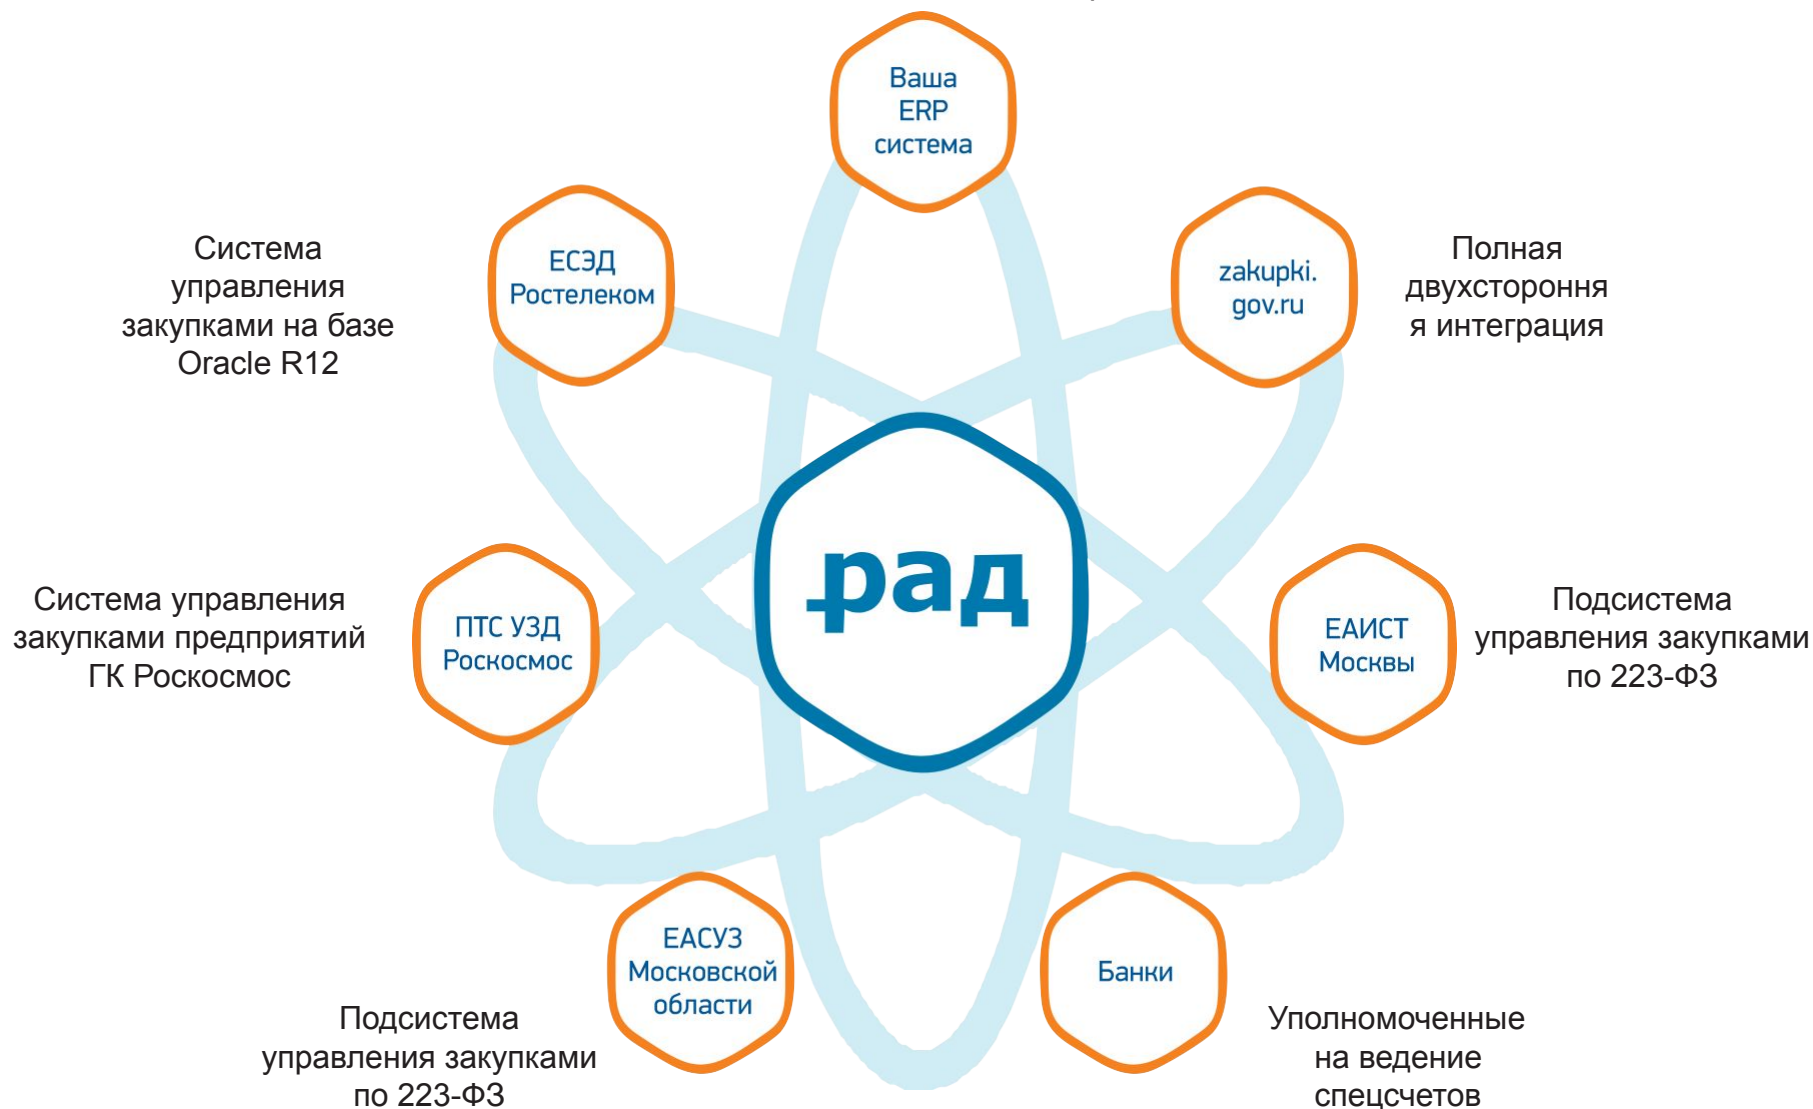 Ваша
ERP
система
Система
управления
закупками на базе
Oracle R12
ЕСЭД
Ростелеком
zakupki.
gov.ru
Полная
двухстороння
я интеграция
рад
Система управления
закупками предприятий
ГК Роскосмос
ПТС УЗД
Роскосмос
ЕАИСТ
Москвы
Подсистема
управления закупками
по 223-ФЗ
ЕАСУЗ
Московской
области
Подсистема
управления закупками
по 223-ФЗ
Банки
Уполномоченные
на ведение
спецсчетов